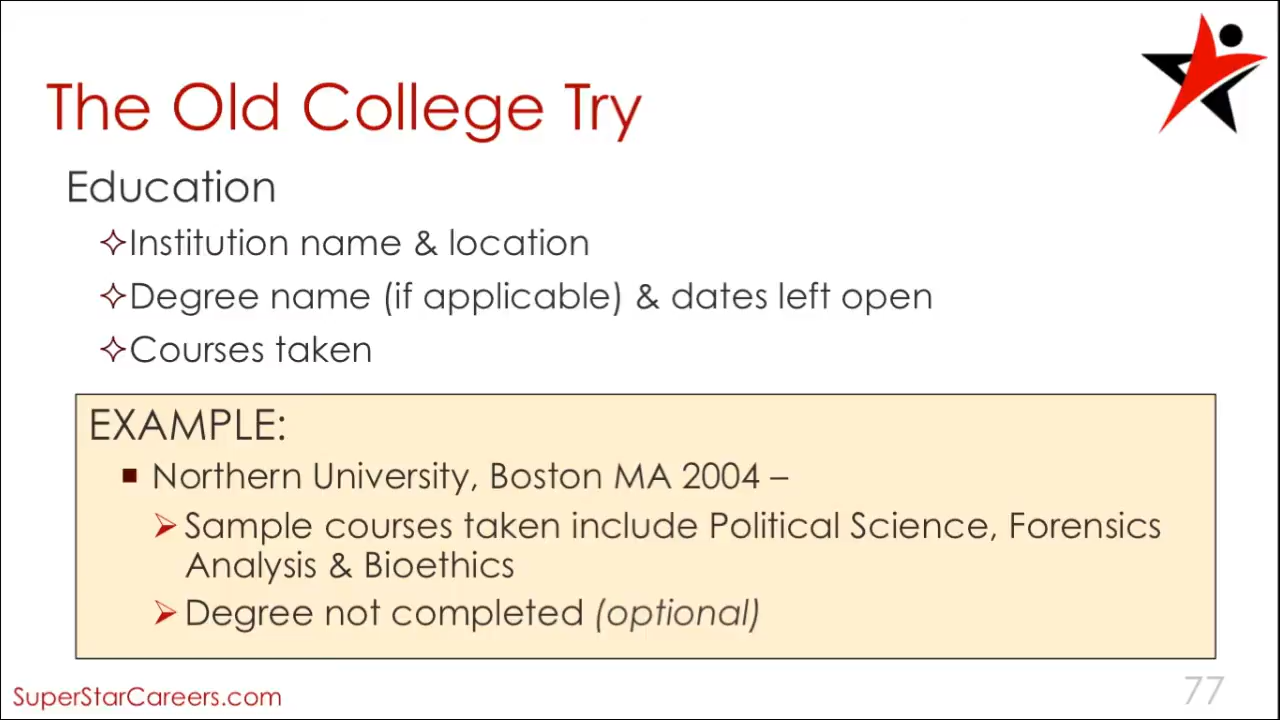 The Old College Try
Education
Institution name & location
Degree name (if applicable) & dates left open
Courses taken
EXAMPLE:
Northern University, Boston MA 2004 –
Sample courses taken include Political Science, Forensics
Analysis & Bioethics
Degree not completed (optional)
SuperStarCareers.com
77